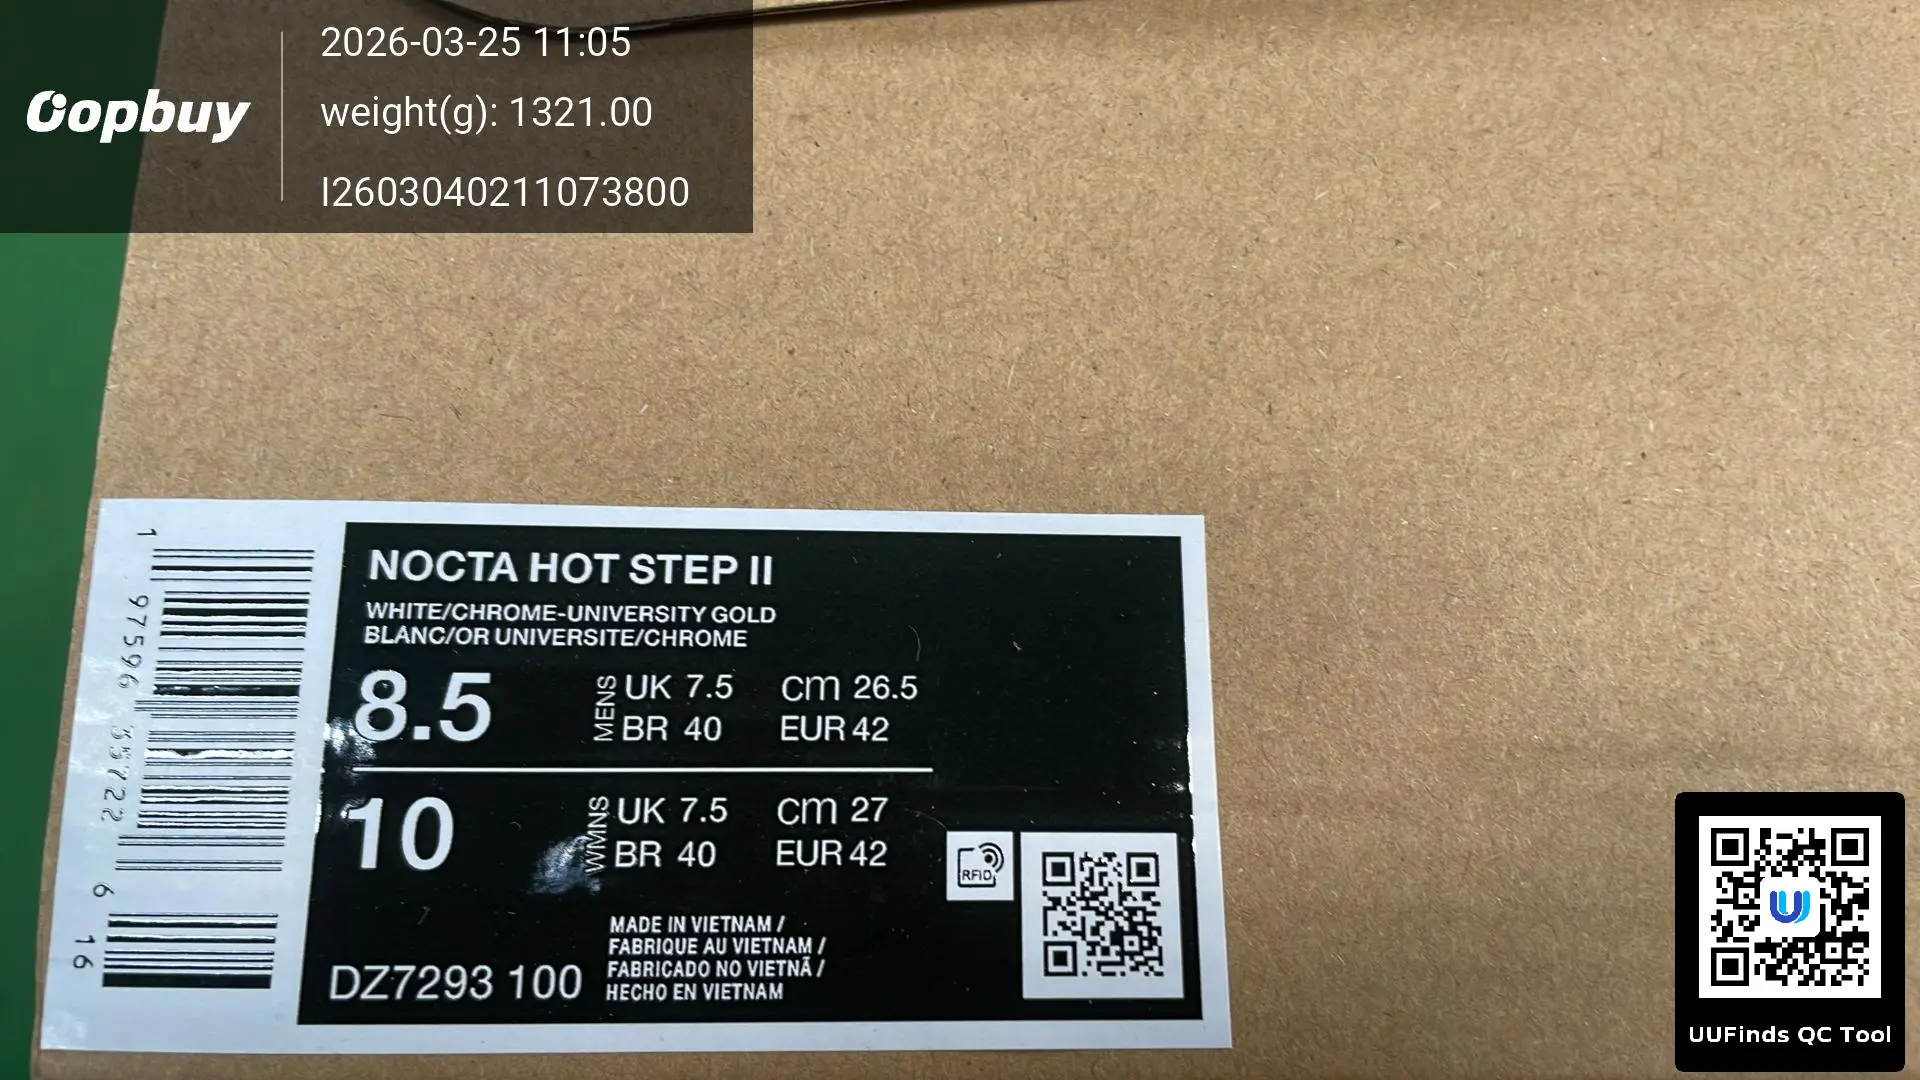 2026-03-25 11:05
oopbuy
weight(g): 1321.00
I2603040211073800
NOCTA HOT STEP II
WHITE/CHROME-UNIVERSITY GOLD
BLANC/OR UNIVERSITE/CHROME
8.5 MENS UK 7.5 CM 26.5
BR 40 EUR 42
10 WMNS UK 7.5 CM 27
BR 40 EUR 42
RFID
MADE IN VIETNAM /
FABRIQUE AU VIETNAM /
FABRICADO NO VIETNÃ /
HECHO EN VIETNAM
DZ7293 100
1 97596 35722 6 16
UUFinds QC Tool